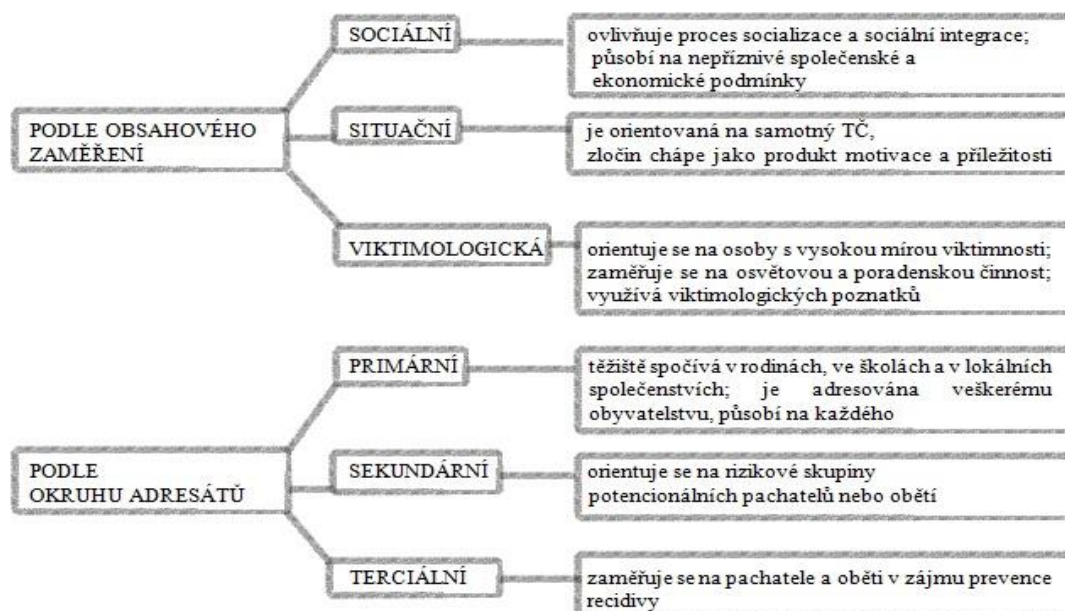 SOCIÁLNÍ
ovlivňuje proces socializace a sociální integrace;
působí na nepříznivé společenské a
ekonomické podmínky
PODLE OBSAHOVÉHO
ZAMĚŘENÍ
SITUAČNÍ
je orientovaná na samotný TČ,
zločin chápe jako produkt motivace a příležitosti
VIKTIMOLOGICKÁ
orientuje se na osoby s vysokou mírou viktimnosti;
zaměřuje se na osvětovou a poradenskou činnost;
využívá viktimologických poznatků
PRIMÁRNÍ
těžiště spočívá v rodinách, ve školách a v lokálních
společenstvích; je adresována veškerému
obyvatelstvu, působí na každého
PODLE
OKRUHU ADRESÁTŮ
SEKUNDÁRNÍ
orientuje se na rizikové skupiny
potencionálních pachatelů nebo obětí
TERCIÁLNÍ
zaměřuje se na pachatele a oběti v zájmu prevence
recidivy